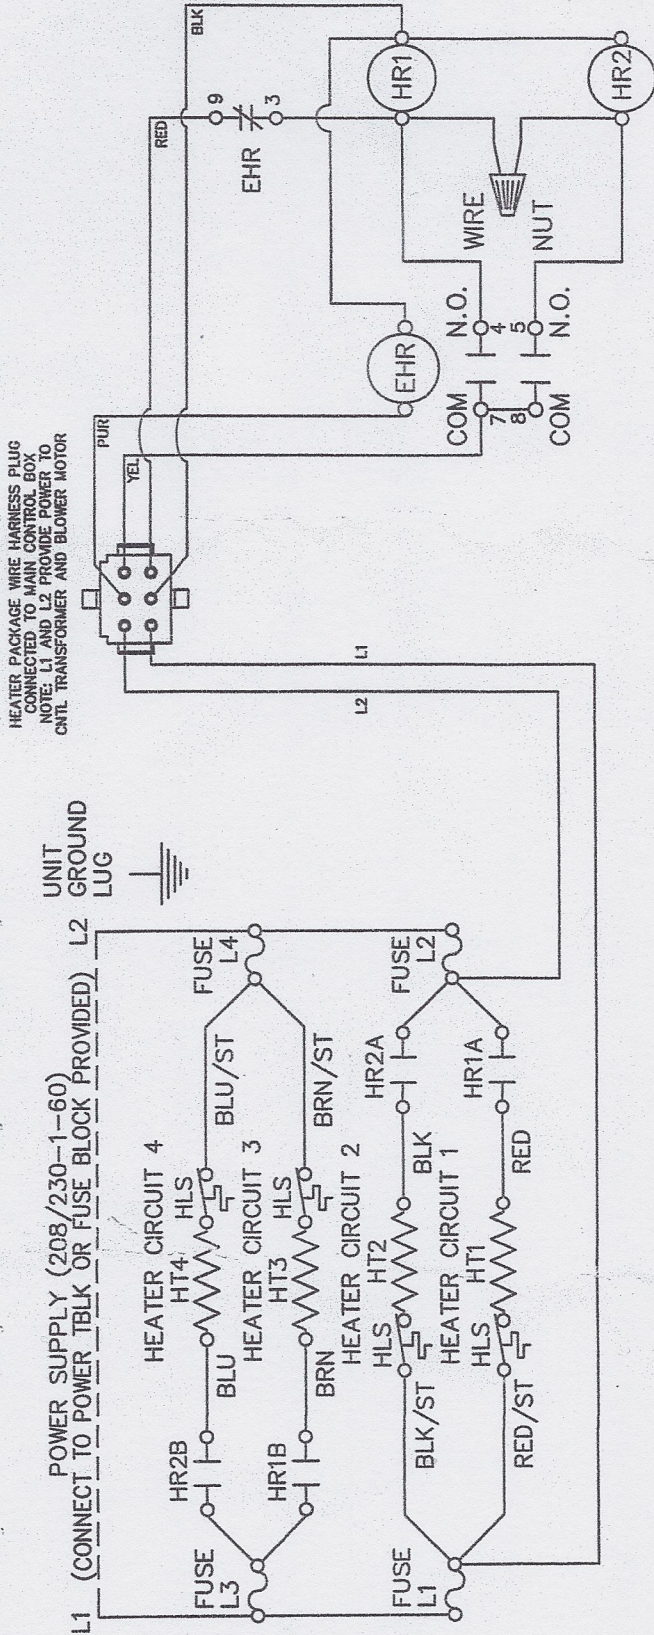 POWER SUPPLY (208/230-1-60)
L1 (CONNECT TO POWER TBLK OR FUSE BLOCK PROVIDED) L2
UNIT
GROUND
LUG
HEATER PACKAGE WIRE HARNESS PLUG
CONNECTED TO MAIN CONTROL BOX
NOTE: L1 AND L2 PROVIDE POWER TO
CNTL TRANSFORMER AND BLOWER MOTOR
FUSE
L3
HR2B
BLU
HEATER CIRCUIT 4
HT4
HLS
BLU/ST
FUSE
L4
HR1B
BRN
HEATER CIRCUIT 3
HT3
HLS
BRN/ST
FUSE
L1
BLK/ST
HEATER CIRCUIT 2
HLS
HT2
BLK
HR2A
FUSE
L2
RED/ST
HEATER CIRCUIT 1
HLS
HT1
RED
HR1A
L2
L1
PUR
YEL
RED
BLK
9
3
EHR
EHR
HR1
HR2
WIRE
NUT
COM
N.O.
7
4
8
5
COM
N.O.